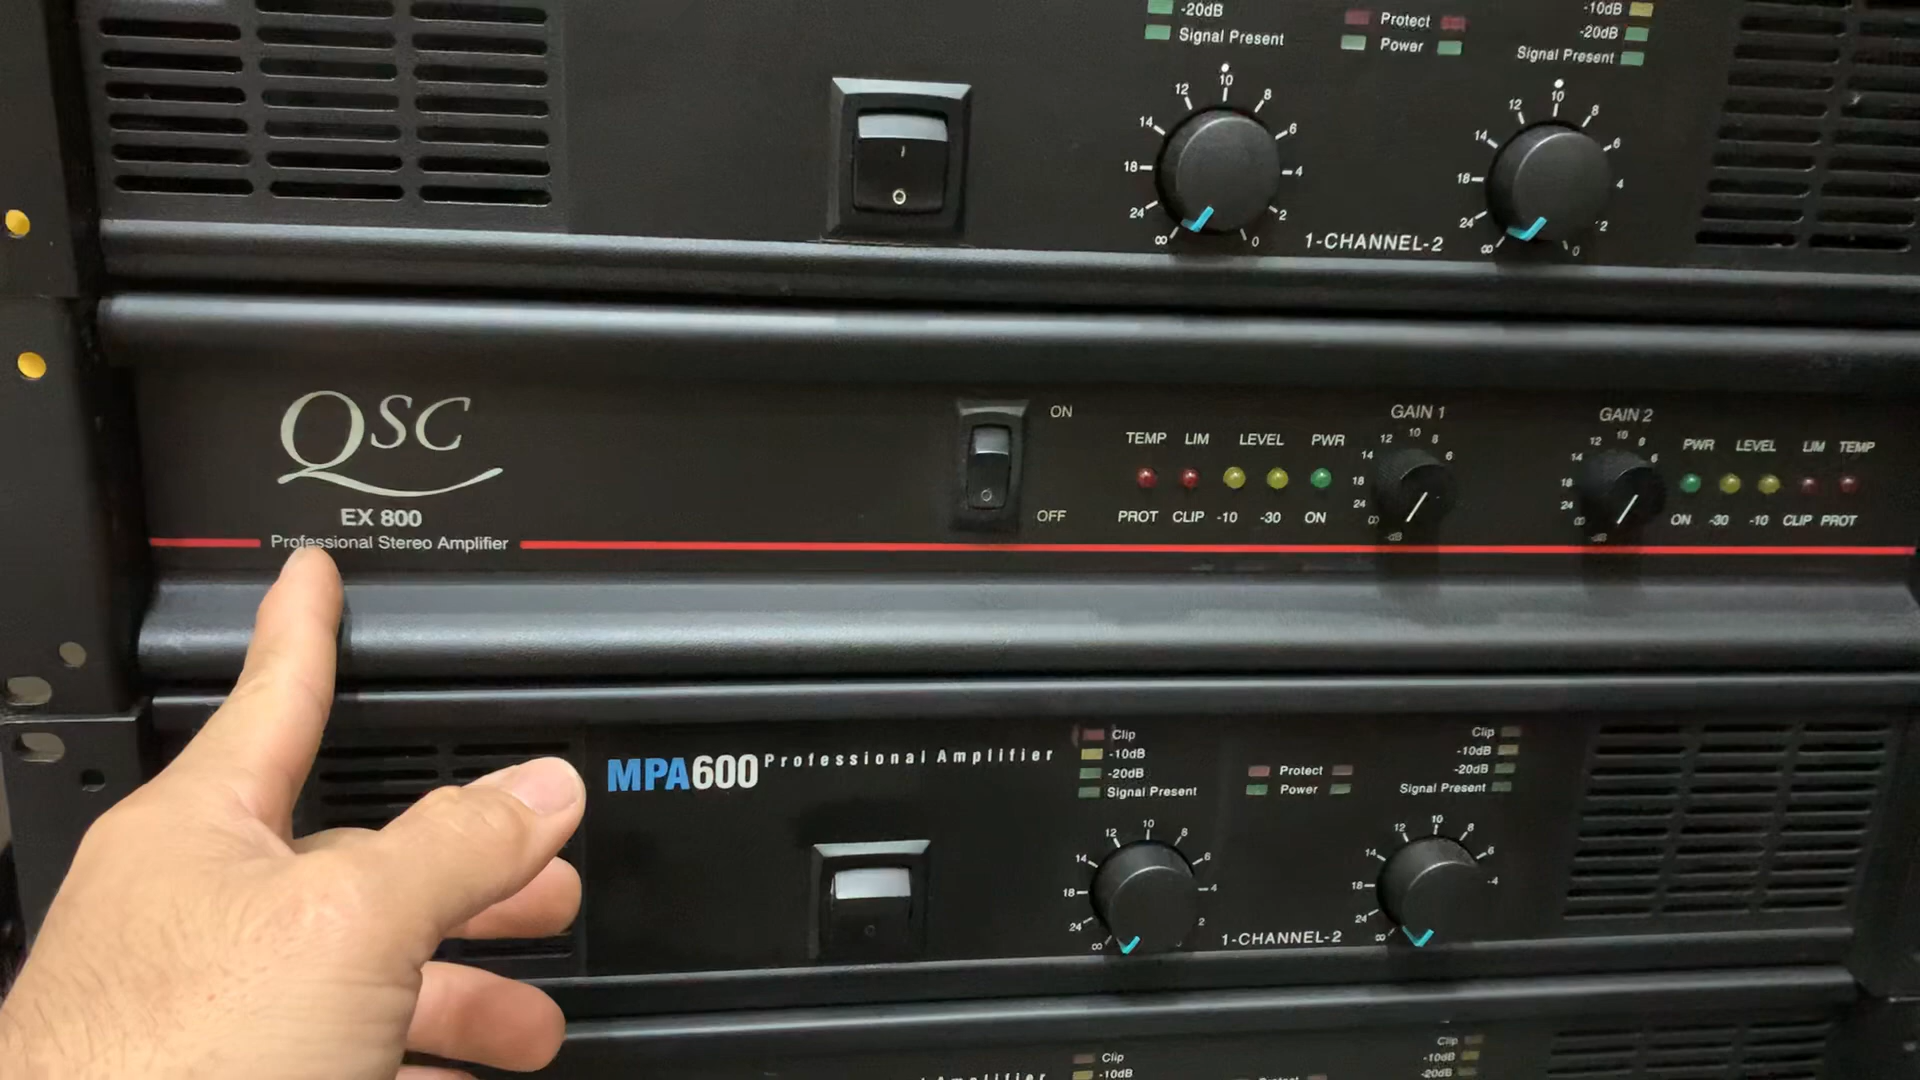 -20dB
Signal Present
Protect
Power
-10dB
-20dB
Signal Present
12 10 8
14 6
18 4
24 2
∞ 0
1-CHANNEL-2
12 10 8
14 6
18 4
24 2
∞ 0
I
O
QSC
EX 800
Professional Stereo Amplifier
ON
OFF
O
TEMP LIM LEVEL PWR
PROT CLIP -10 -30 ON
GAIN 1
12 10 8
14 6
18
24
∞
-dB
GAIN 2
12 10 8
14 6
18
24
∞
-dB
PWR LEVEL LIM TEMP
ON -30 -10 CLIP PROT
MPA600 Professional Amplifier
Clip
-10dB
-20dB
Signal Present
Protect
Power
Clip
-10dB
-20dB
Signal Present
12 10 8
14 6
18 4
24 2
∞
1-CHANNEL-2
12 10 8
14 6
18 4
24
∞
Clip
-10dB
Clip
-10dB
-20dB